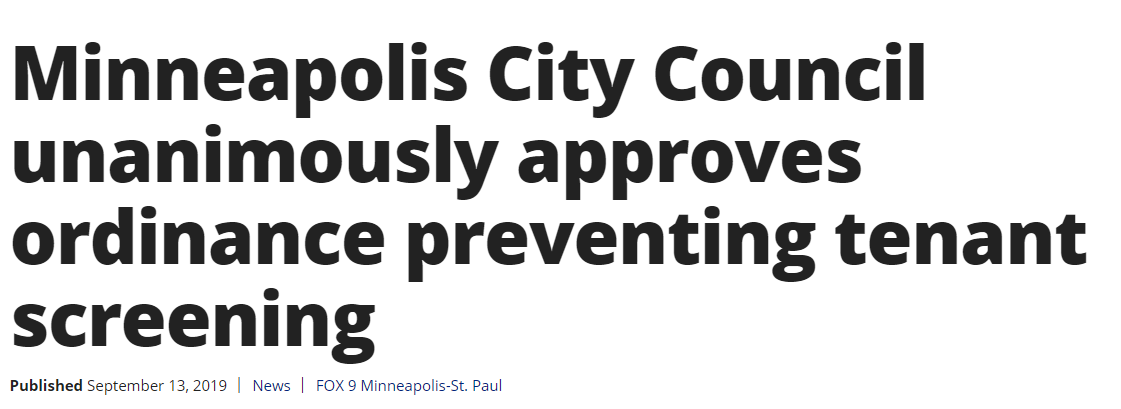 Minneapolis City Council
unanimously approves
ordinance preventing tenant
screening
Published September 13, 2019 | News | FOX 9 Minneapolis-St. Paul